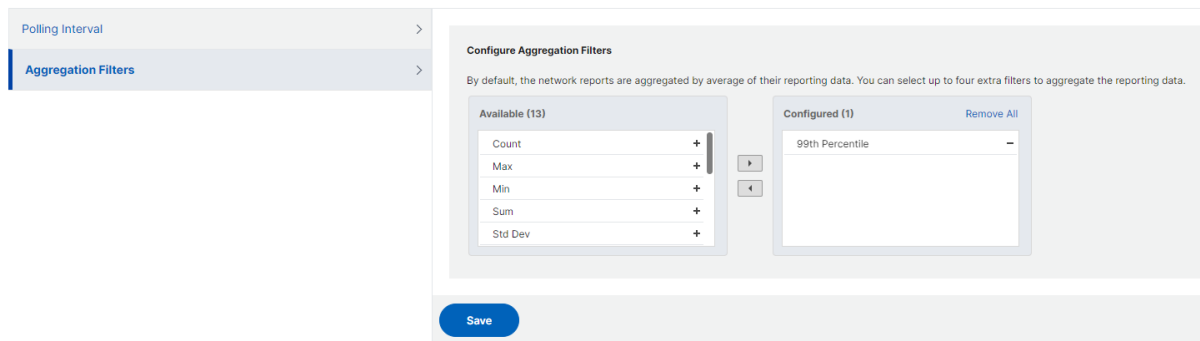 Polling Interval
Aggregation Filters
Configure Aggregation Filters
By default, the network reports are aggregated by average of their reporting data. You can select up to four extra filters to aggregate the reporting data.
Available (13)
Count
Max
Min
Sum
Std Dev
Configured (1) Remove All
99th Percentile
Save